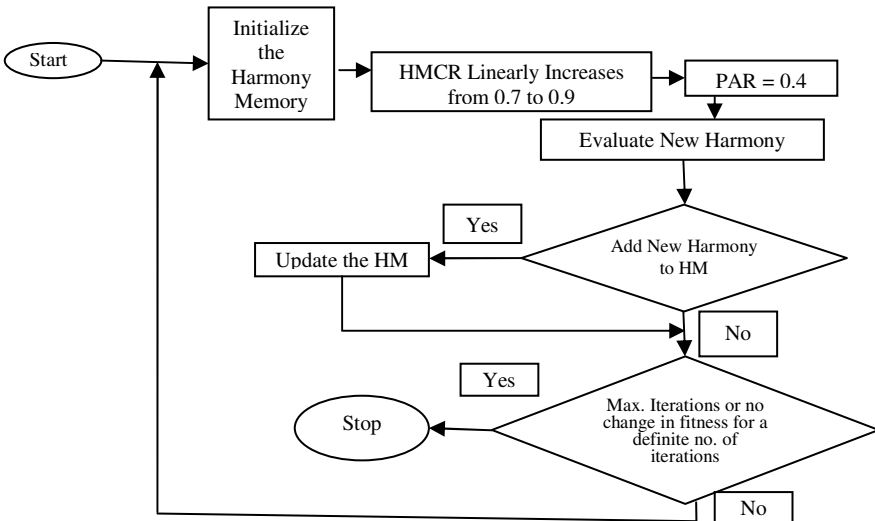 Start
Initialize
the
Harmony
Memory
HMCR Linearly Increases
from 0.7 to 0.9
PAR = 0.4
Evaluate New Harmony
Add New Harmony
to HM
Yes
Update the HM
No
Max. Iterations or no
change in fitness for a
definite no. of
iterations
Yes
Stop
No